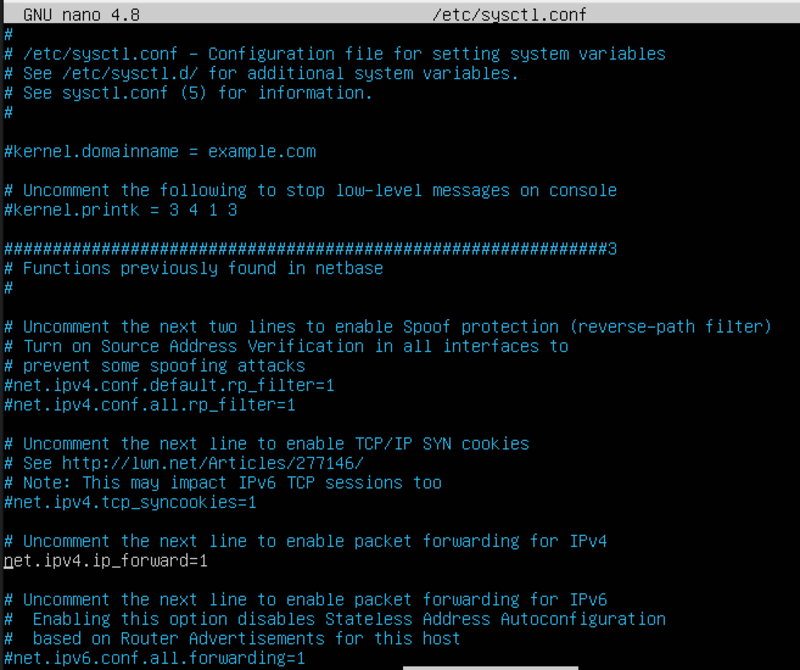 GNU nano 4.8 /etc/sysctl.conf
#
# /etc/sysctl.conf - Configuration file for setting system variables
# See /etc/sysctl.d/ for additional system variables.
# See sysctl.conf (5) for information.
#
#kernel.domainname = example.com
# Uncomment the following to stop low-level messages on console
#kernel.printk = 3 4 1 3
##############################################################3
# Functions previously found in netbase
#
# Uncomment the next two lines to enable Spoof protection (reverse-path filter)
# Turn on Source Address Verification in all interfaces to
# prevent some spoofing attacks
#net.ipv4.conf.default.rp_filter=1
#net.ipv4.conf.all.rp_filter=1
# Uncomment the next line to enable TCP/IP SYN cookies
# See http://lwn.net/Articles/277146/
# Note: This may impact IPv6 TCP sessions too
#net.ipv4.tcp_syncookies=1
# Uncomment the next line to enable packet forwarding for IPv4
net.ipv4.ip_forward=1
# Uncomment the next line to enable packet forwarding for IPv6
#  Enabling this option disables Stateless Address Autoconfiguration
#  based on Router Advertisements for this host
#net.ipv6.conf.all.forwarding=1